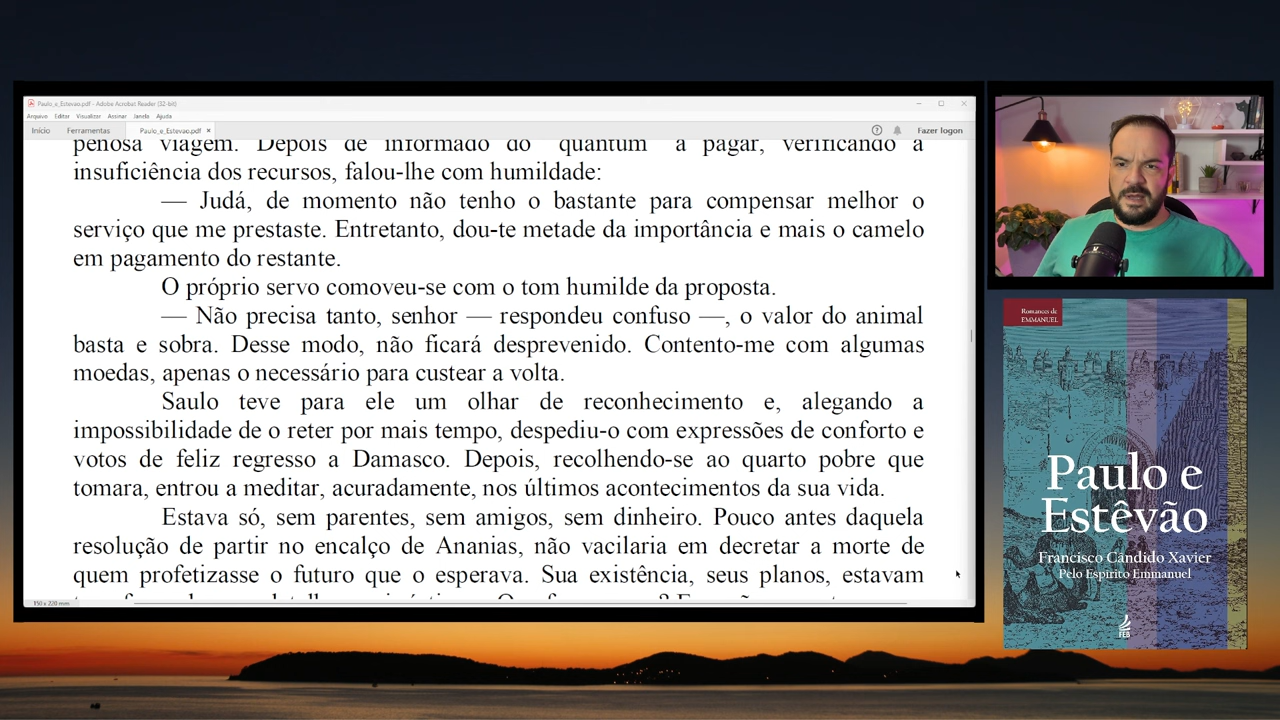 Paulo_e_Estevao.pdf - Adobe Acrobat Reader (32-bit)
Arquivo Editar Visualizar Assinar Janela Ajuda
Início Ferramentas Paulo_e_Estevao.pdf × Fazer logon
penosa viagem. Depois de informado do "quantum" a pagar, verificando a
insuficiência dos recursos, falou-lhe com humildade:
— Judá, de momento não tenho o bastante para compensar melhor o
serviço que me prestaste. Entretanto, dou-te metade da importância e mais o camelo
em pagamento do restante.
O próprio servo comoveu-se com o tom humilde da proposta.
— Não precisa tanto, senhor — respondeu confuso —, o valor do animal
basta e sobra. Desse modo, não ficará desprevenido. Contento-me com algumas
moedas, apenas o necessário para custear a volta.
Saulo teve para ele um olhar de reconhecimento e, alegando a
impossibilidade de o reter por mais tempo, despediu-o com expressões de conforto e
votos de feliz regresso a Damasco. Depois, recolhendo-se ao quarto pobre que
tomara, entrou a meditar, acuradamente, nos últimos acontecimentos da sua vida.
Estava só, sem parentes, sem amigos, sem dinheiro. Pouco antes daquela
resolução de partir no encalço de Ananias, não vacilaria em decretar a morte de
quem profetizasse o futuro que o esperava. Sua existência, seus planos, estavam
150 x 220 mm
Romances de
EMMANUEL
Paulo e
Estêvão
Francisco Cândido Xavier
Pelo Espírito Emmanuel
FEB